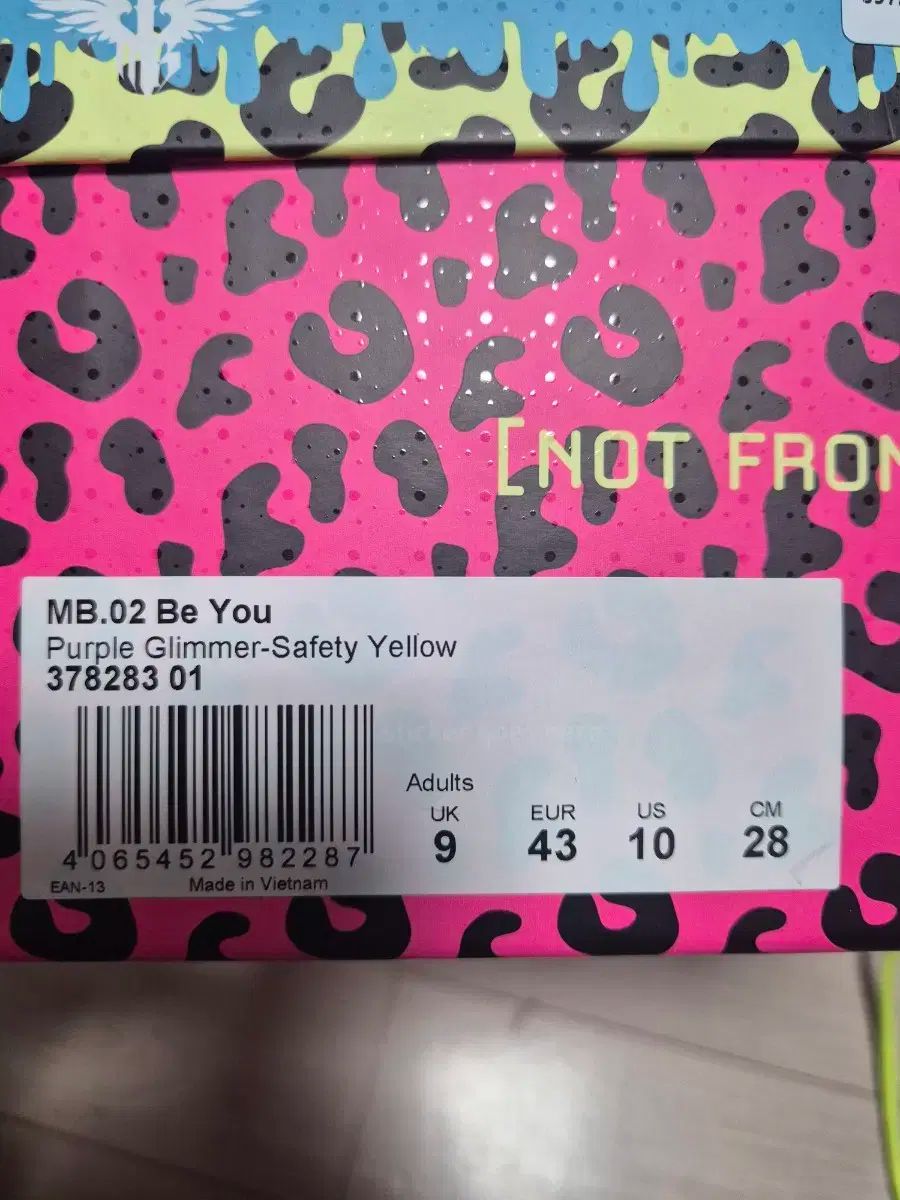 [NOT FRON
MB.02 Be You
Purple Glimmer-Safety Yellow
378283 01
Adults
UK EUR US CM
9 43 10 28
4 065452 982287
EAN-13 Made in Vietnam